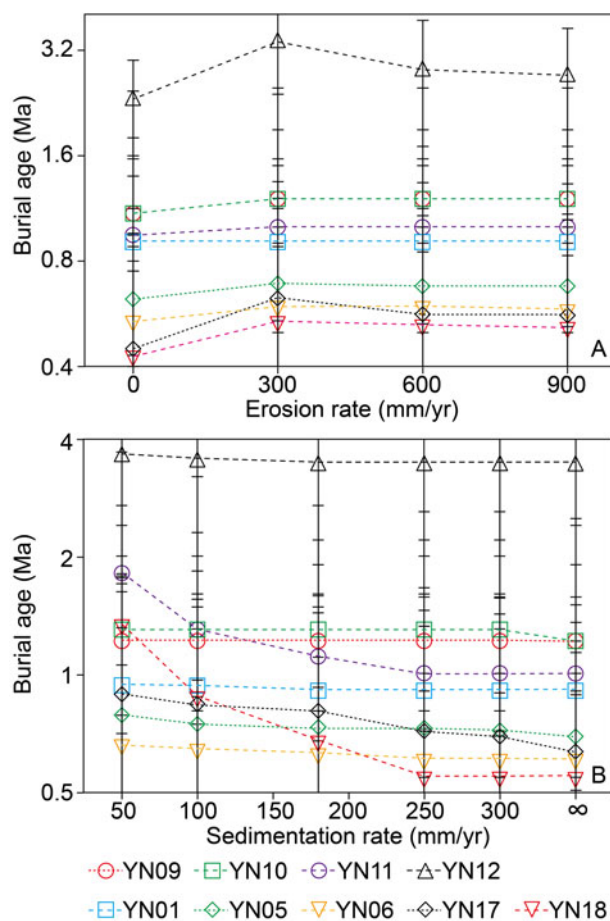 3.2
1.6
0.8
0.4
Burial age (Ma)
A
0 300 600 900
Erosion rate (mm/yr)
4
2
1
0.5
Burial age (Ma)
B
50 100 150 200 250 300 ∞
Sedimentation rate (mm/yr)
YN09 YN10 YN11 YN12
YN01 YN05 YN06 YN17 YN18